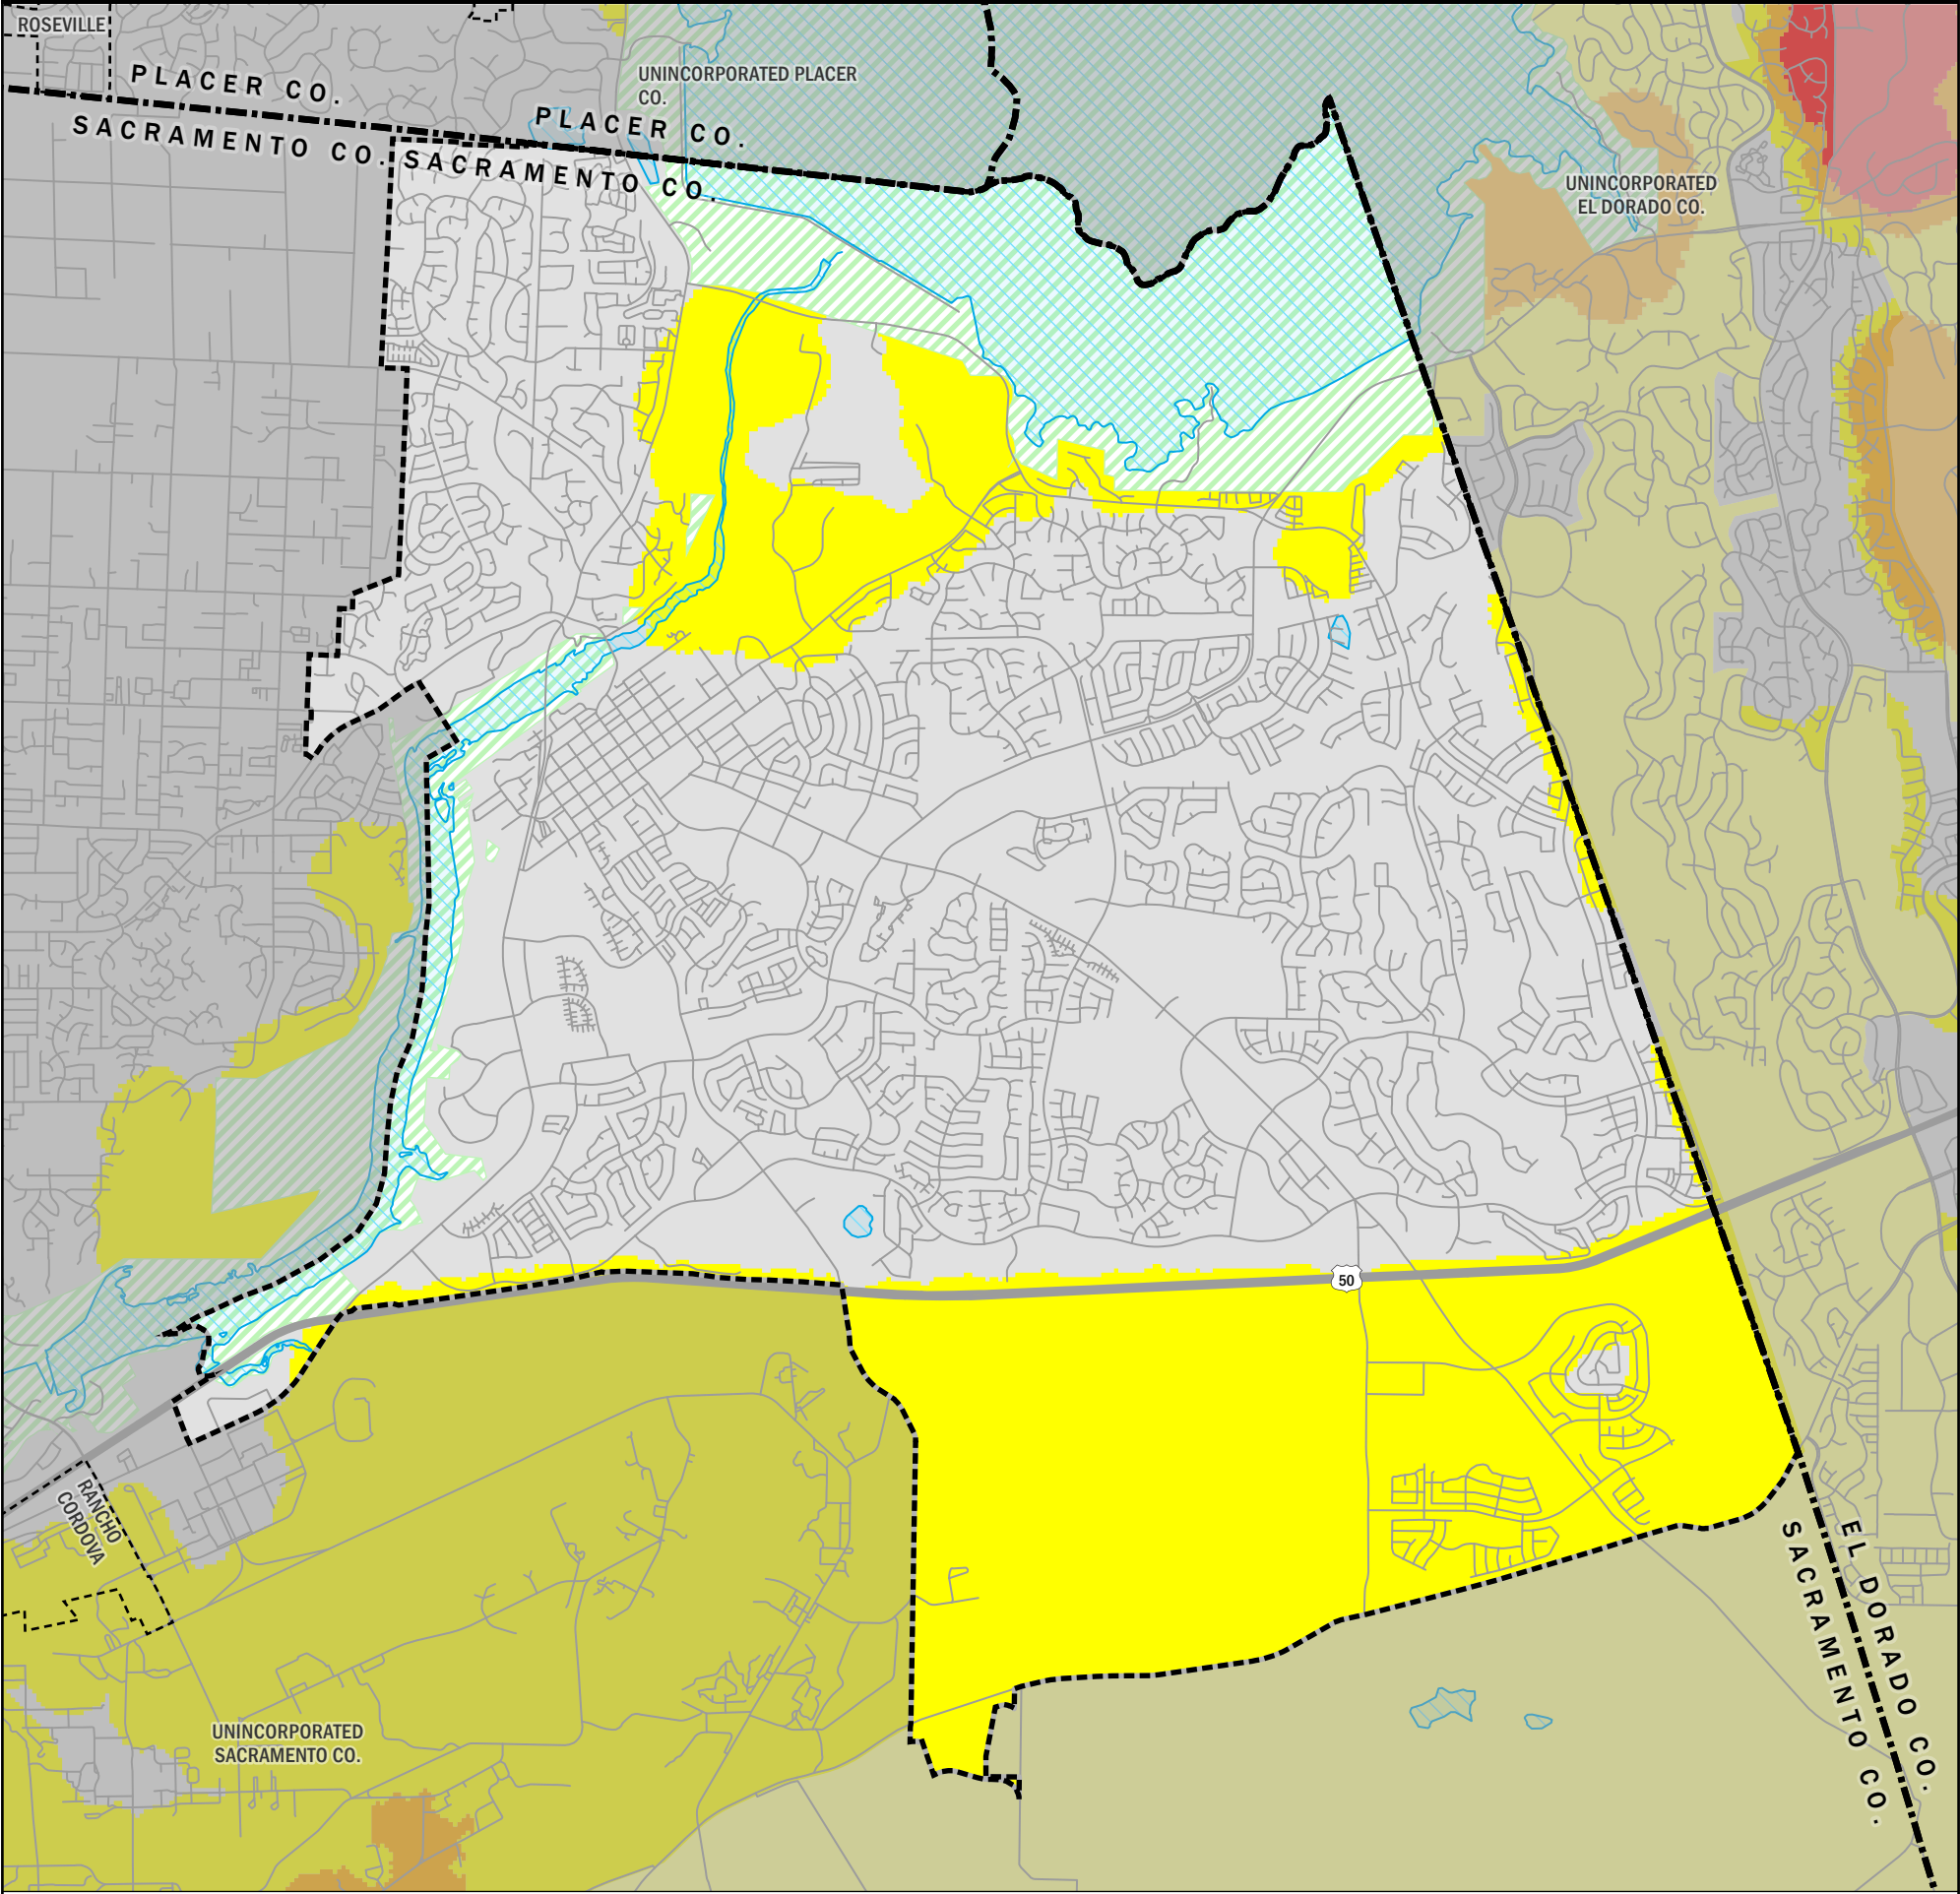 ROSEVILLE
PLACER CO.
SACRAMENTO CO.
UNINCORPORATED PLACER
CO.
PLACER CO.
SACRAMENTO CO.
UNINCORPORATED
EL DORADO CO.
50
RANCHO
CORDOVA
UNINCORPORATED
SACRAMENTO CO.
EL DORADO CO.
SACRAMENTO CO.